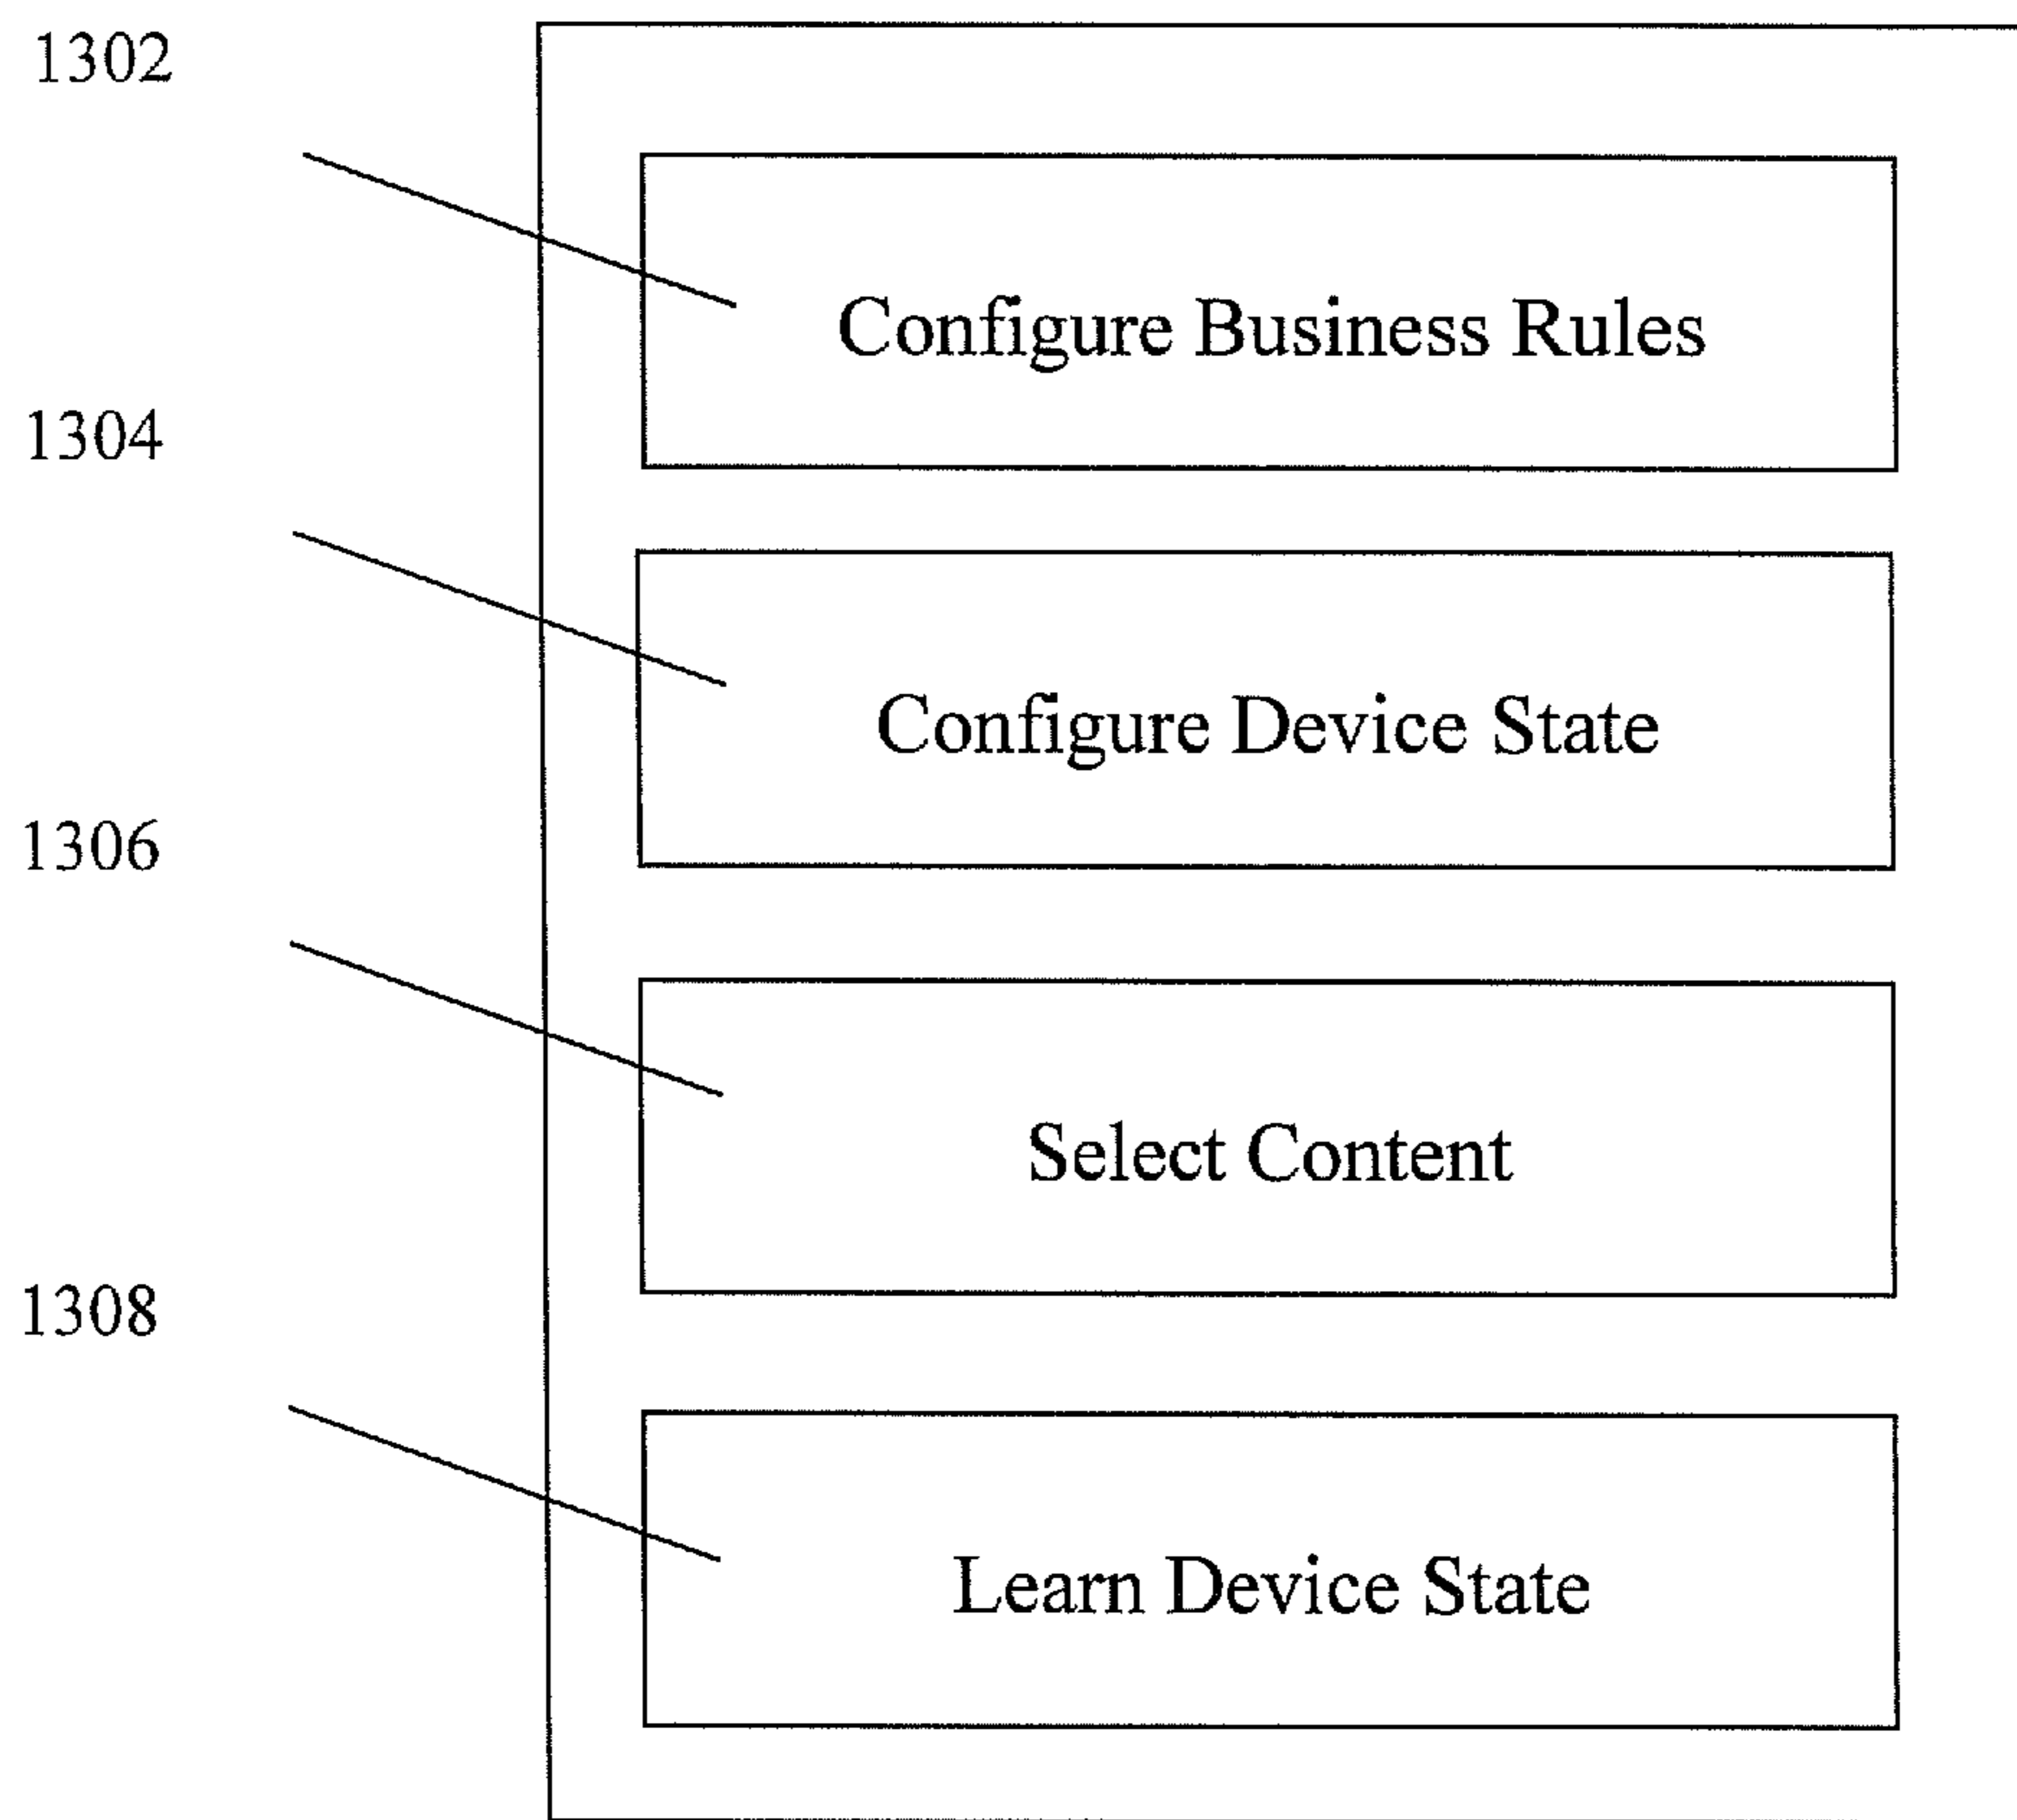 1302
Configure Business Rules
1304
Configure Device State
1306
Select Content
1308
Learn Device State